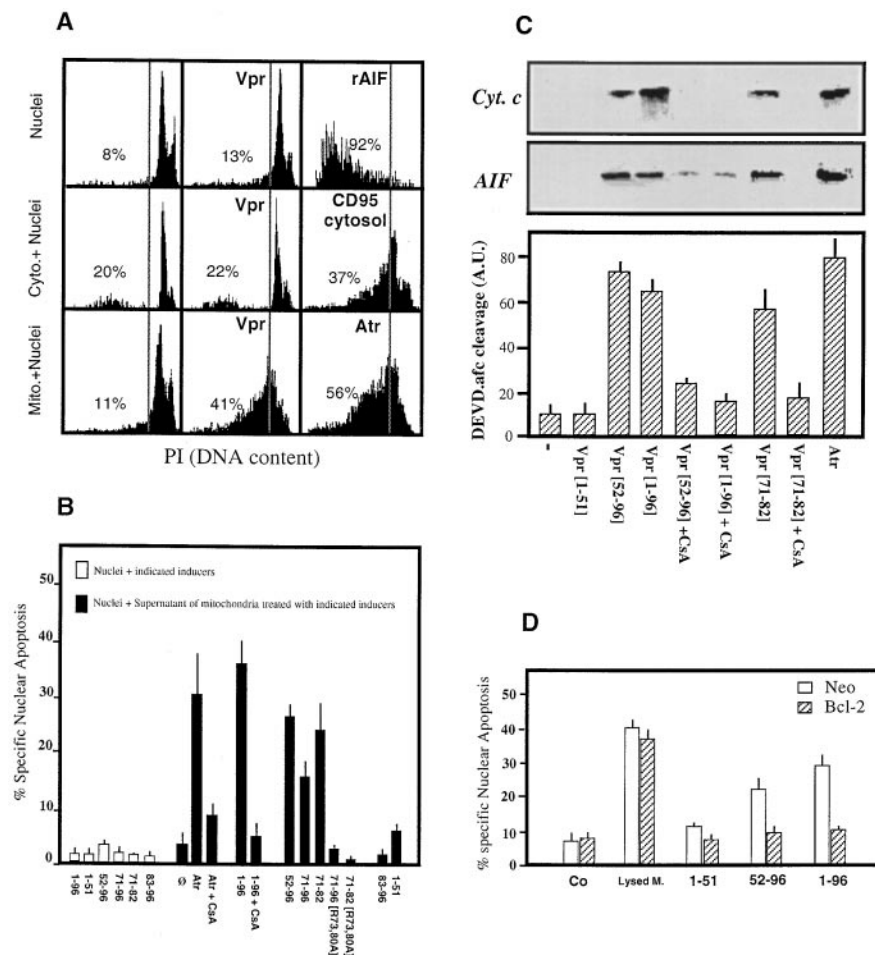 A
Nuclei
8%
Vpr
13%
rAIF
92%
Cyto.+ Nuclei
20%
Vpr
22%
CD95
cytosol
37%
Mito.+Nuclei
11%
Vpr
41%
Atr
56%
PI (DNA content)
B
% Specific Nuclear Apoptosis
50
40
30
20
10
0
Nuclei + indicated inducers
Nuclei + Supernatant of mitochondria treated with indicated inducers
1-96
1-51
52-96
71-96
71-82
83-96
Ø
Atr
Atr + CsA
1-96
1-96 + CsA
52-96
71-96
71-82
71-96 [R73,80A]
71-82 [R73,80A]
83-96
1-51
C
Cyt. c
AIF
DEVD.afc cleavage (A.U.)
80
60
40
20
10
0
-
Vpr [1-51]
Vpr [52-96]
Vpr [1-96]
Vpr [52-96] +CsA
Vpr [1-96] + CsA
Vpr [71-82]
Vpr [71-82] + CsA
Atr
D
% specific Nuclear Apoptosis
50
40
30
20
10
0
Neo
Bcl-2
Co
Lysed M.
1-51
52-96
1-96